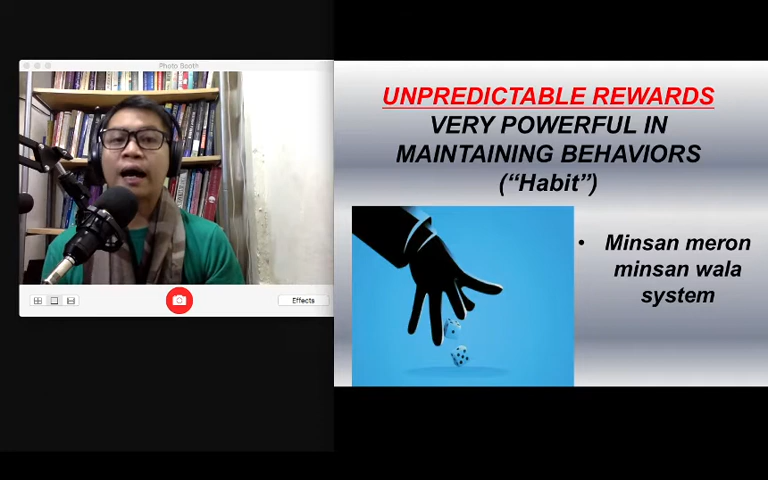 Photo Booth
Effects
UNPREDICTABLE REWARDS
VERY POWERFUL IN
MAINTAINING BEHAVIORS
(“Habit”)
• Minsan meron
minsan wala
system